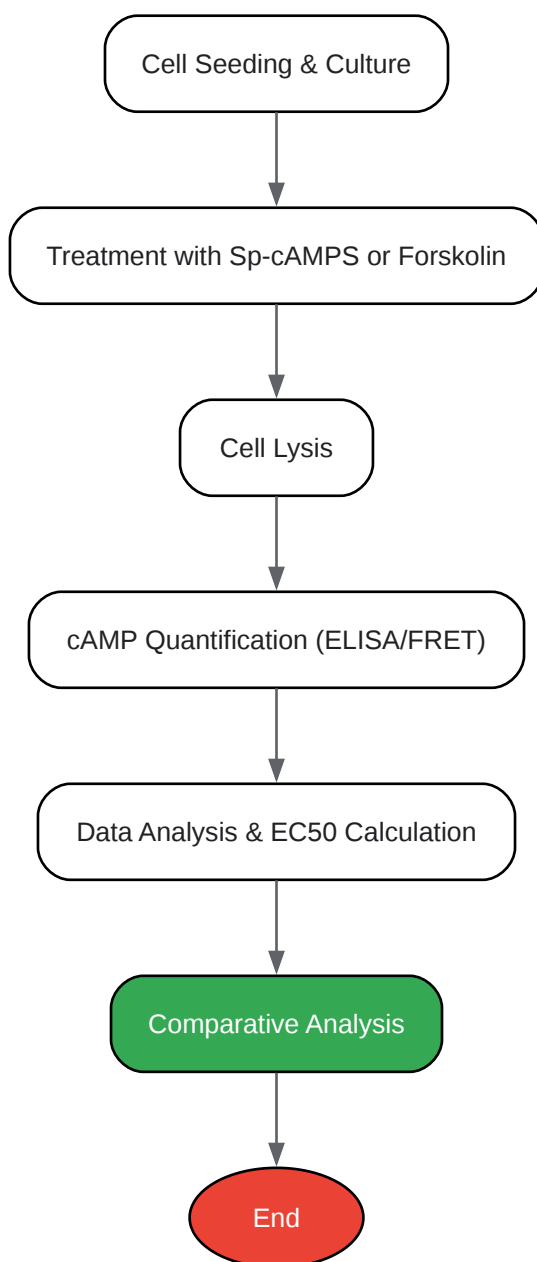 Cell Seeding & Culture
Treatment with Sp-cAMPS or Forskolin
Cell Lysis
cAMP Quantification (ELISA/FRET)
Data Analysis & EC50 Calculation
Comparative Analysis
End